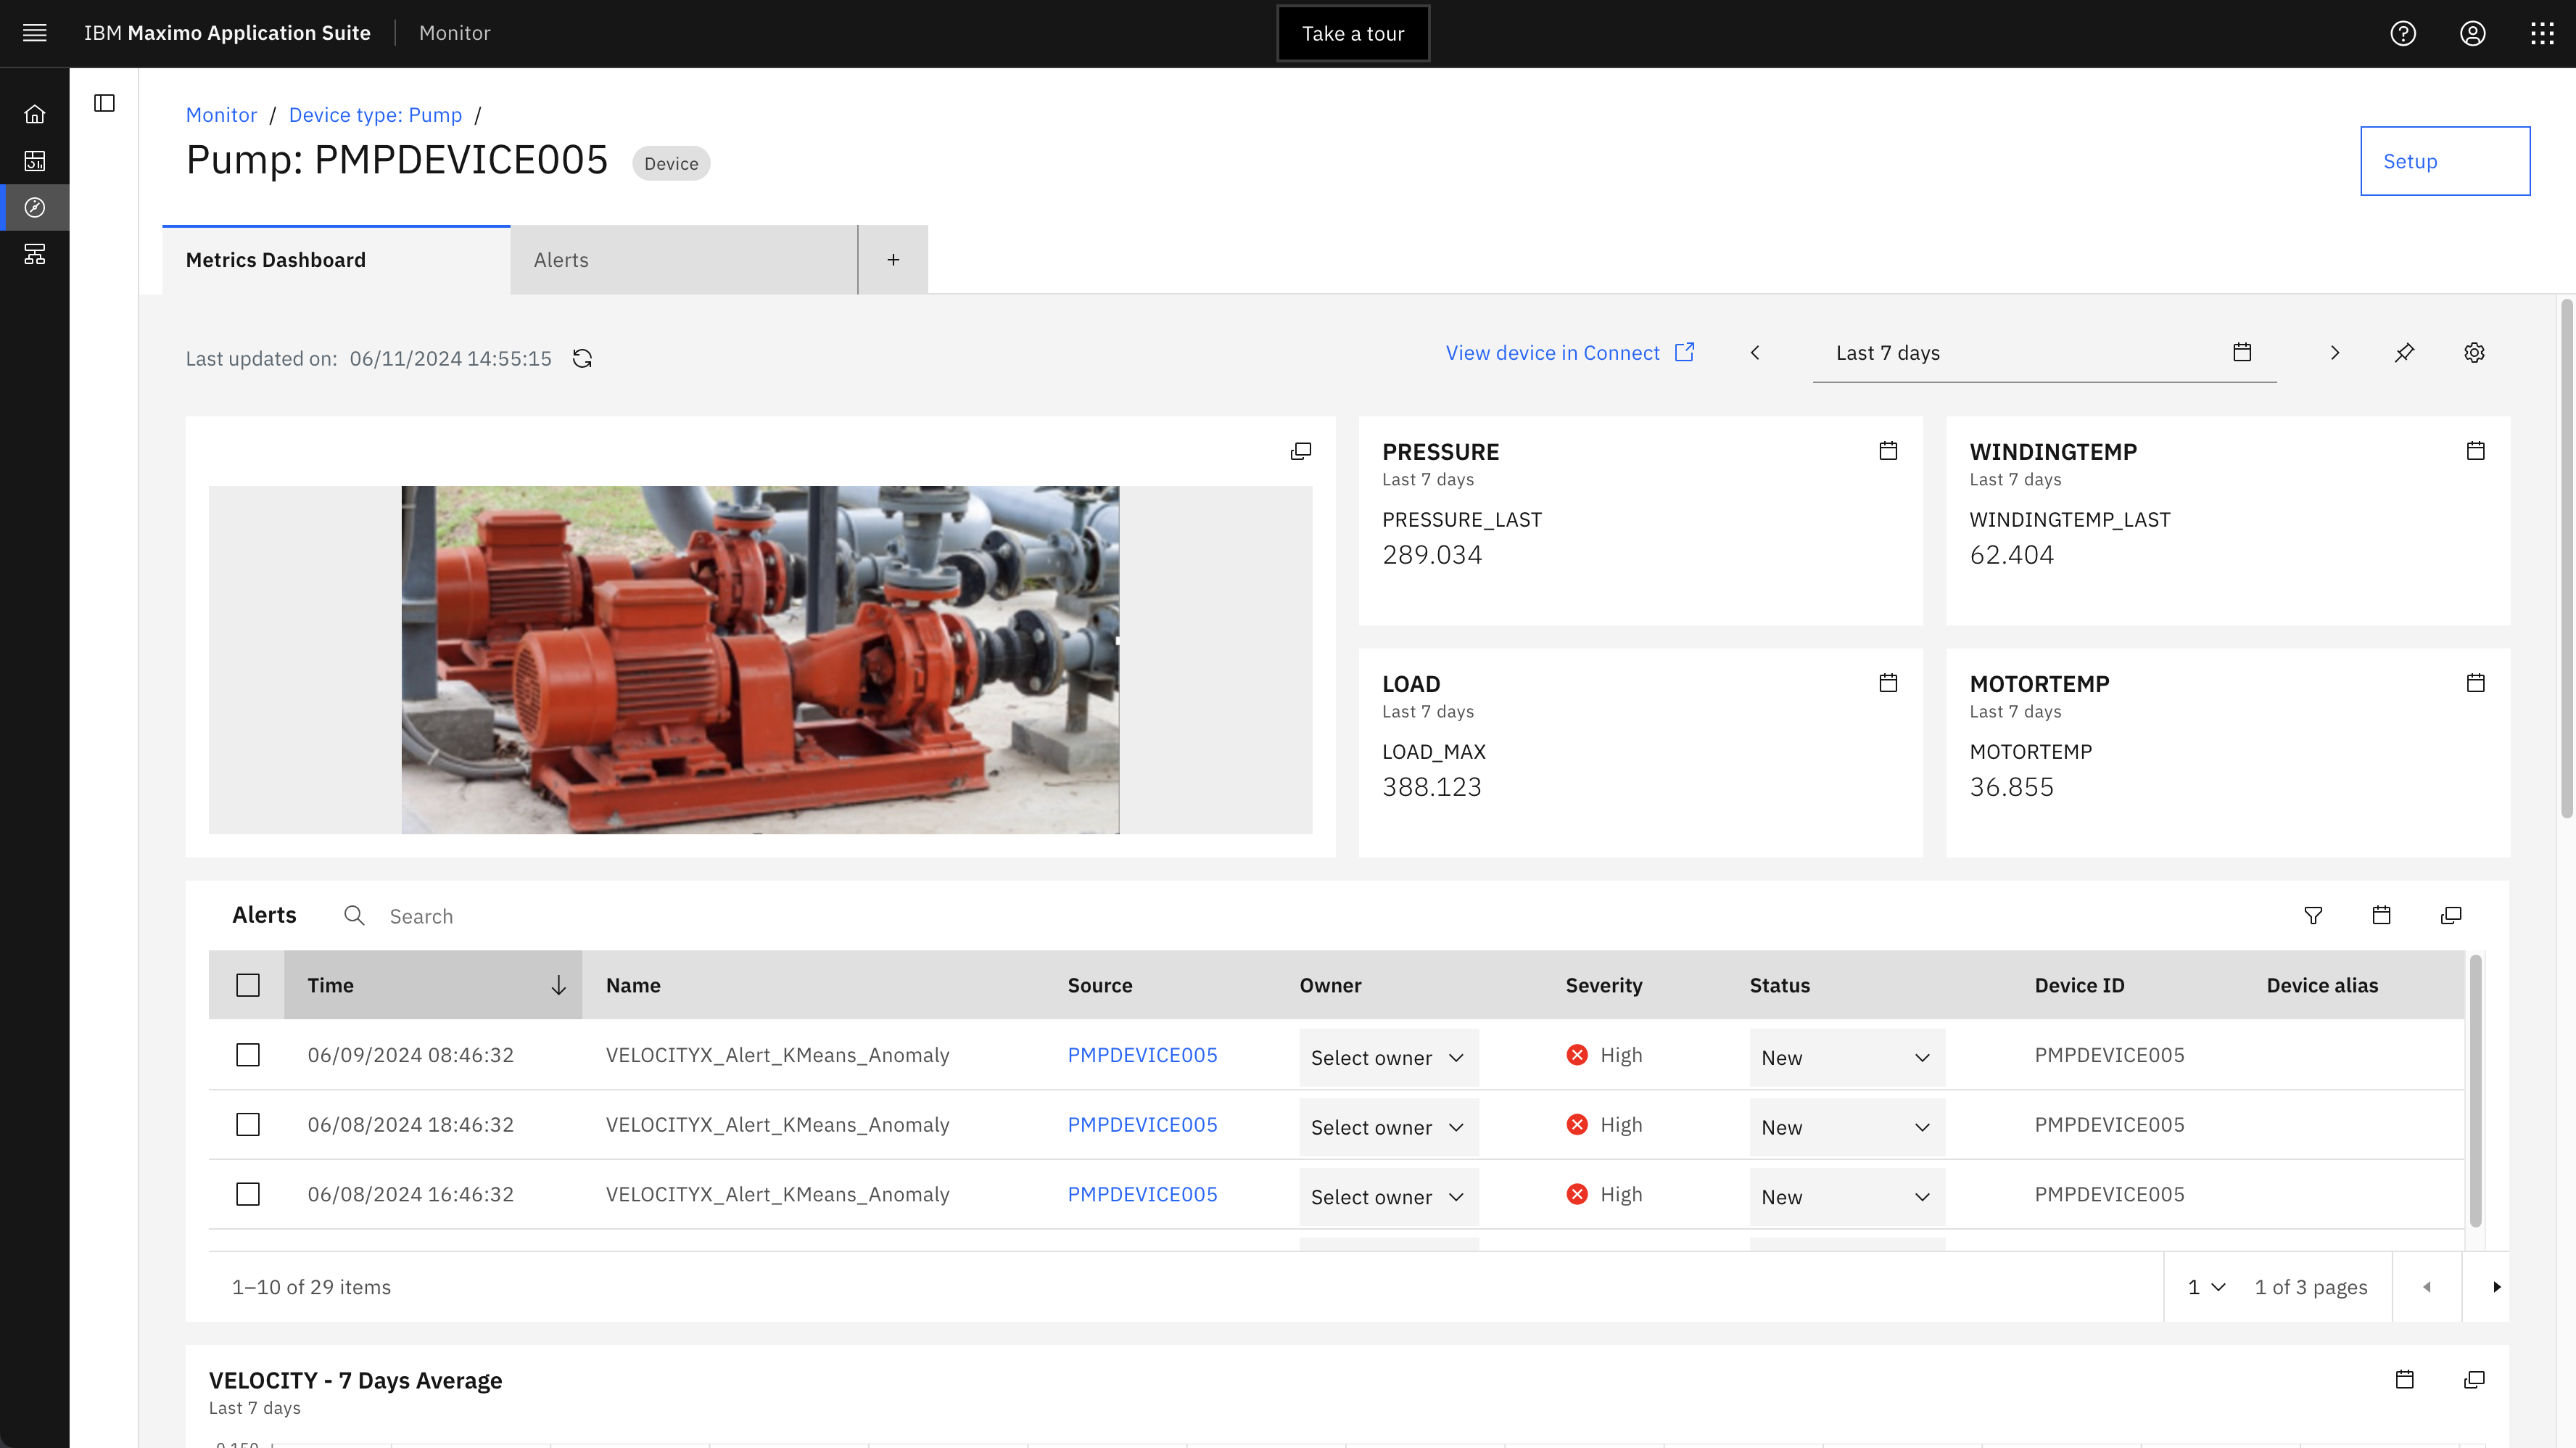 IBM Maximo Application Suite Monitor Take a tour
Monitor / Device type: Pump /
Pump: PMPDEVICE005 Device
Setup
Metrics Dashboard Alerts +
Last updated on: 06/11/2024 14:55:15
View device in Connect Last 7 days
PRESSURE
Last 7 days
PRESSURE_LAST
289.034
WINDINGTEMP
Last 7 days
WINDINGTEMP_LAST
62.404
LOAD
Last 7 days
LOAD_MAX
388.123
MOTORTEMP
Last 7 days
MOTORTEMP
36.855
Alerts Search
Time Name Source Owner Severity Status Device ID Device alias
06/09/2024 08:46:32 VELOCITYX_Alert_KMeans_Anomaly PMPDEVICE005 Select owner High New PMPDEVICE005
06/08/2024 18:46:32 VELOCITYX_Alert_KMeans_Anomaly PMPDEVICE005 Select owner High New PMPDEVICE005
06/08/2024 16:46:32 VELOCITYX_Alert_KMeans_Anomaly PMPDEVICE005 Select owner High New PMPDEVICE005
1–10 of 29 items 1 1 of 3 pages
VELOCITY - 7 Days Average
Last 7 days